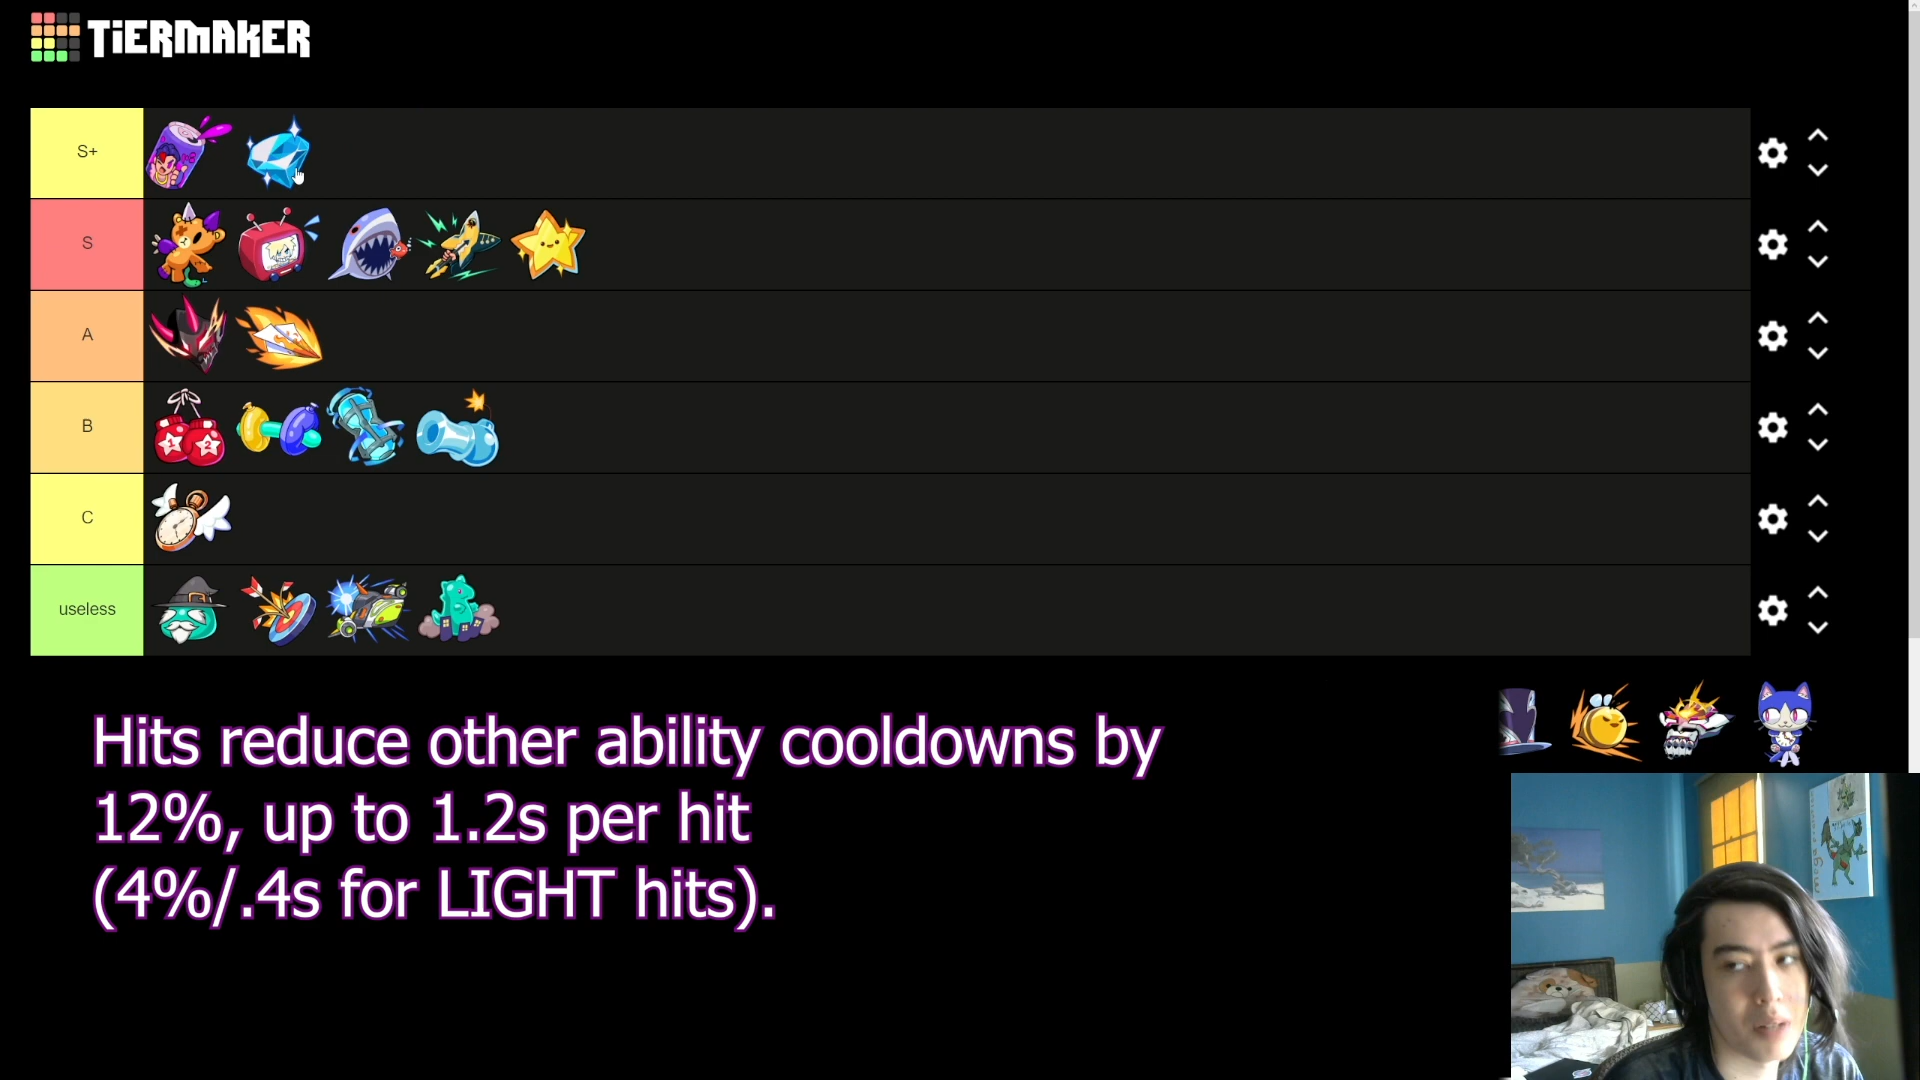 TiERMAKER
S+
S
A
B
C
useless
Hits reduce other ability cooldowns by
12%, up to 1.2s per hit
(4%/.4s for LIGHT hits).